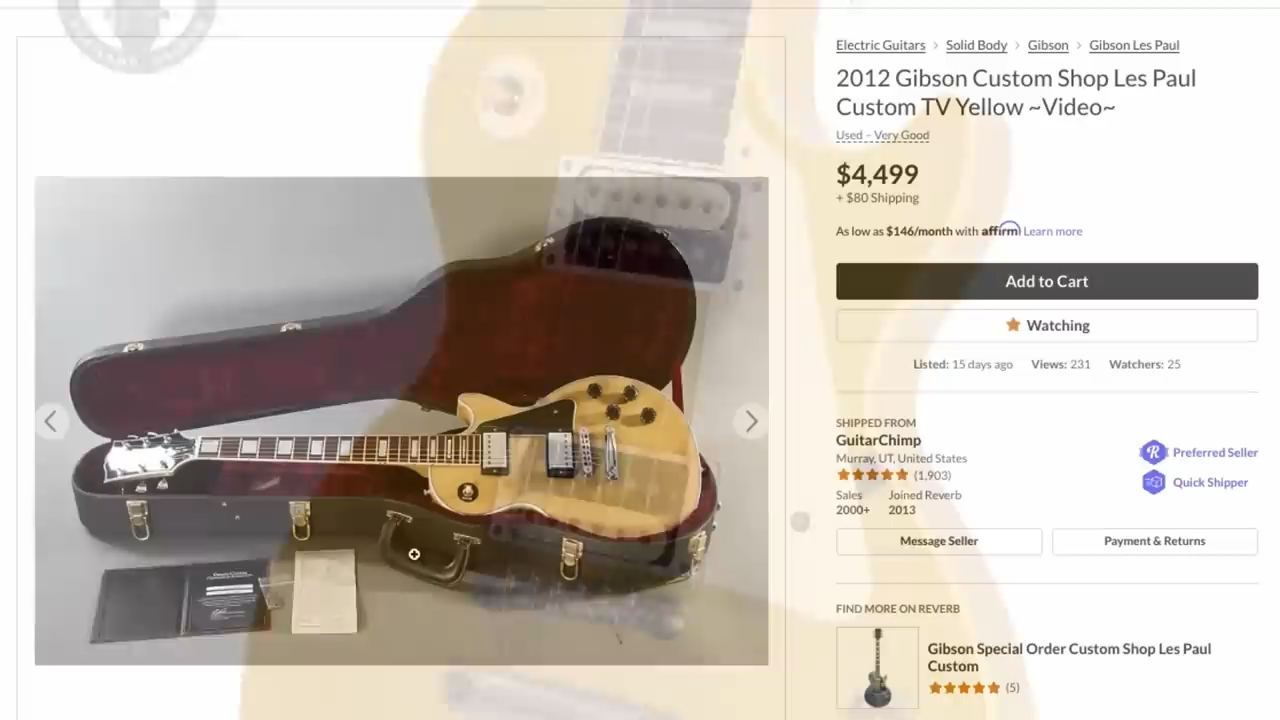 Electric Guitars > Solid Body > Gibson > Gibson Les Paul
2012 Gibson Custom Shop Les Paul
Custom TV Yellow ~Video~
Used – Very Good
$4,499
+ $80 Shipping
As low as $146/month with affirm Learn more
Add to Cart
Watching
Listed: 15 days ago Views: 231 Watchers: 25
SHIPPED FROM
GuitarChimp
Murray, UT, United States
(1,903)
Preferred Seller
Quick Shipper
Sales Joined Reverb
2000+ 2013
Message Seller Payment & Returns
FIND MORE ON REVERB
Gibson Special Order Custom Shop Les Paul
Custom
(5)